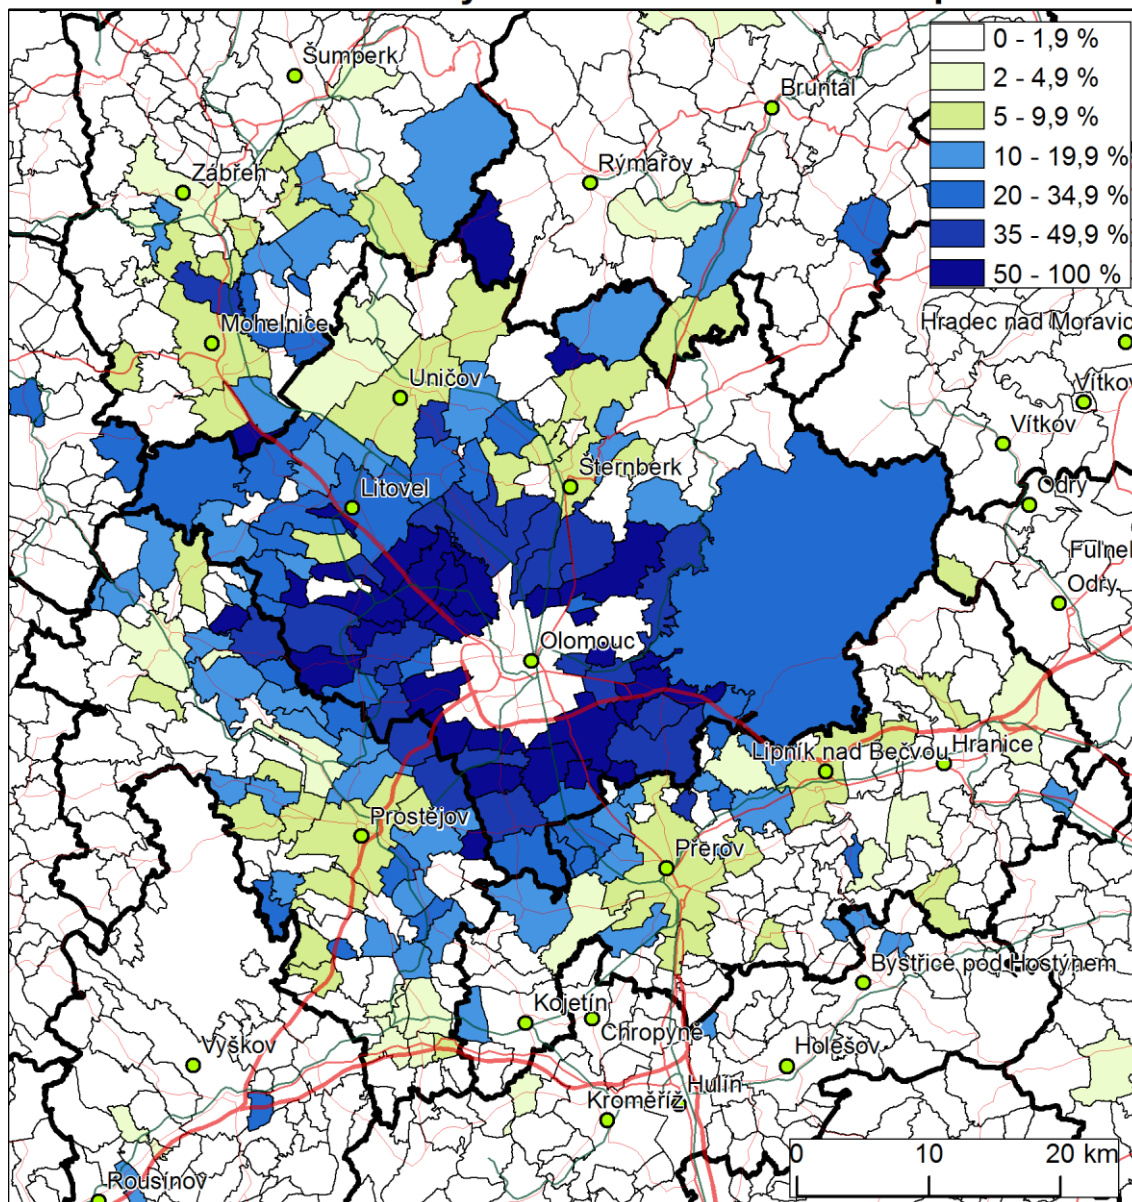 0 - 1,9 %
2 - 4,9 %
5 - 9,9 %
10 - 19,9 %
20 - 34,9 %
35 - 49,9 %
50 - 100 %
Šumperk
Bruntál
Zábřeh
Rýmařov
Mohelnice
Hradec nad Moravic
Uničov
Vítkov
Vítkov
Šternberk
Litovel
Odry
Fulnek
Odry
Olomouc
Lipník nad Bečvou
Hranice
Prostějov
Přerov
Bystřice pod Hostýnem
Kojetín
Chropyně
Vyškov
Holešov
Hulín
Kroměříž
Rousínov
0 10 20 km